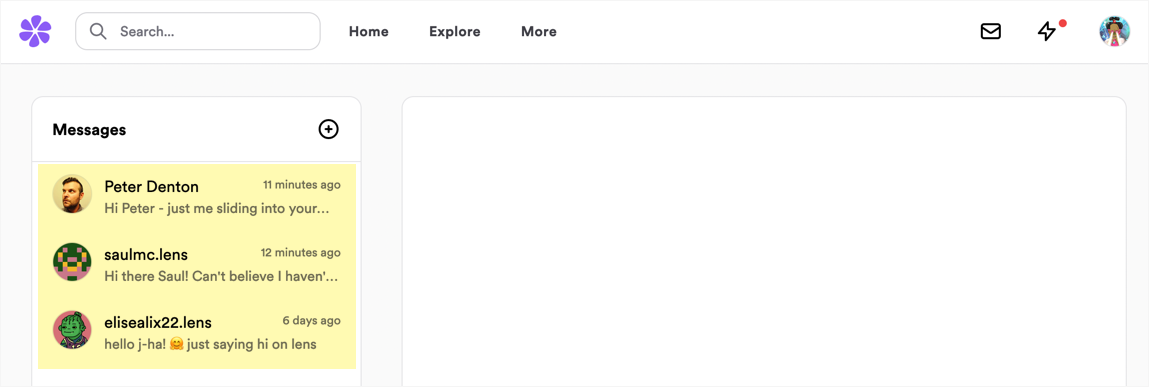 Search...
Home
Explore
More
Messages
Peter Denton 11 minutes ago
Hi Peter - just me sliding into your...
saulmc.lens 12 minutes ago
Hi there Saul! Can't believe I haven'...
elisealix22.lens 6 days ago
hello j-ha! 🤗 just saying hi on lens